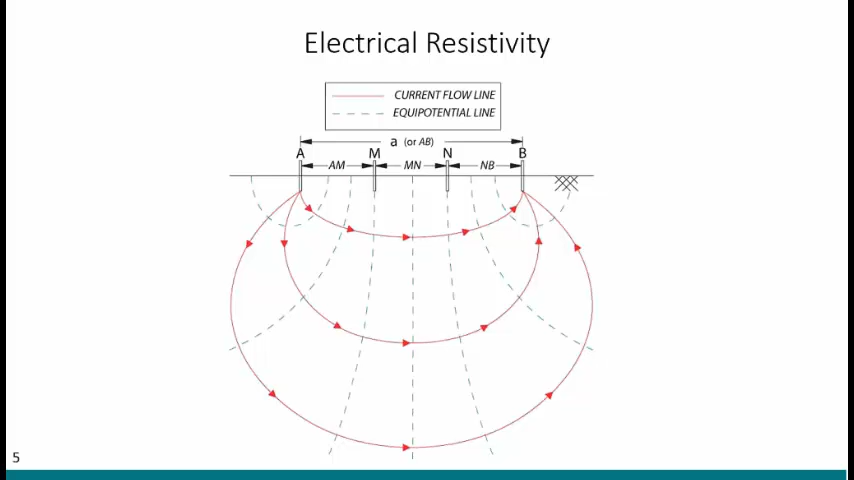 Electrical Resistivity
CURRENT FLOW LINE
EQUIPOTENTIAL LINE
a (or AB)
A M N B
AM MN NB
5